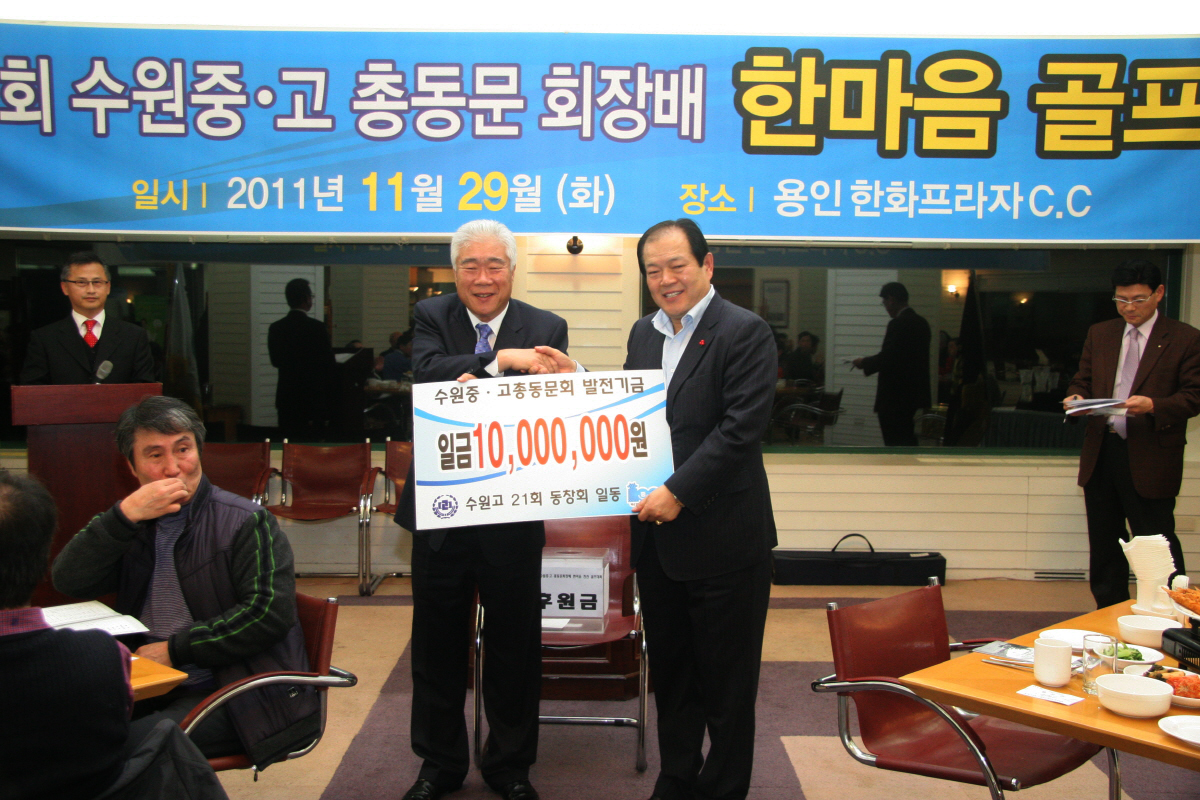 회 수원중·고 총동문 회장배 한마음 골프
일시 | 2011년 11월 29월 (화) 장소 | 용인 한화프라자 C.C
수원중·고총동문회 발전기금
일금10,000,000원
수원고 21회 동창회 일동
후원금